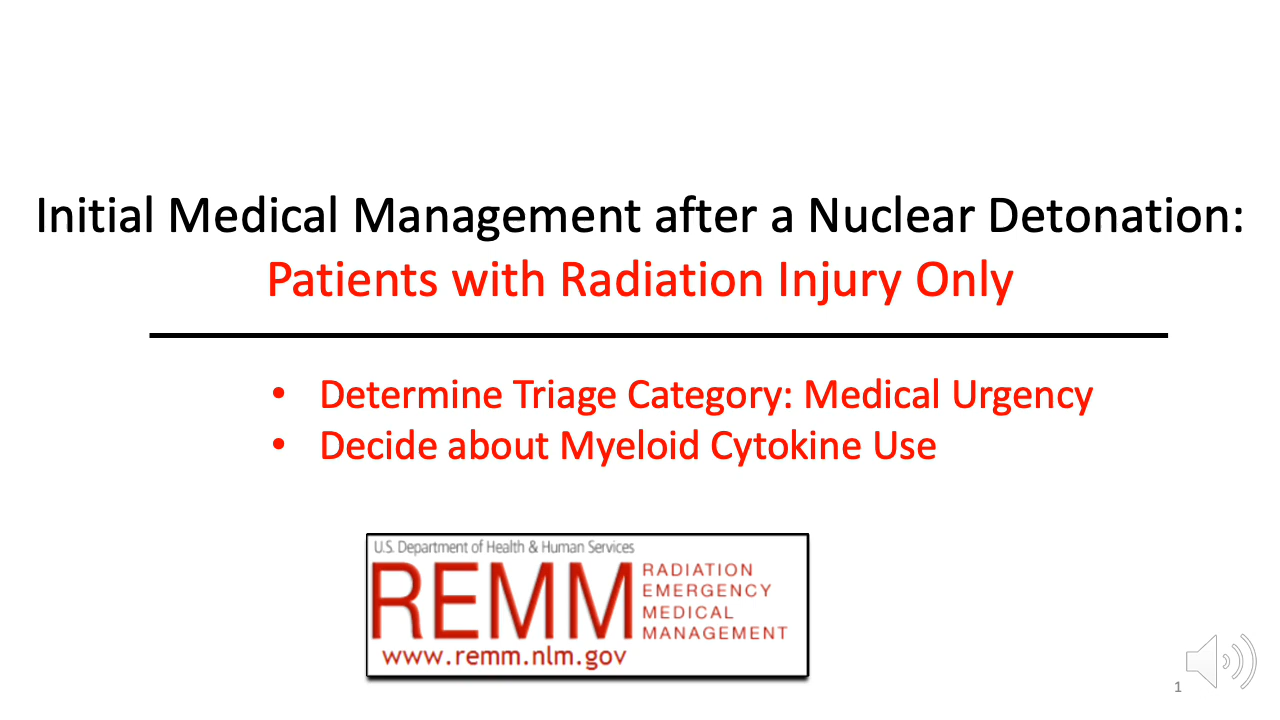 Initial Medical Management after a Nuclear Detonation:
Patients with Radiation Injury Only
• Determine Triage Category: Medical Urgency
• Decide about Myeloid Cytokine Use
U.S. Department of Health & Human Services
REMM
RADIATION
EMERGENCY
MEDICAL
MANAGEMENT
www.remm.nlm.gov
1